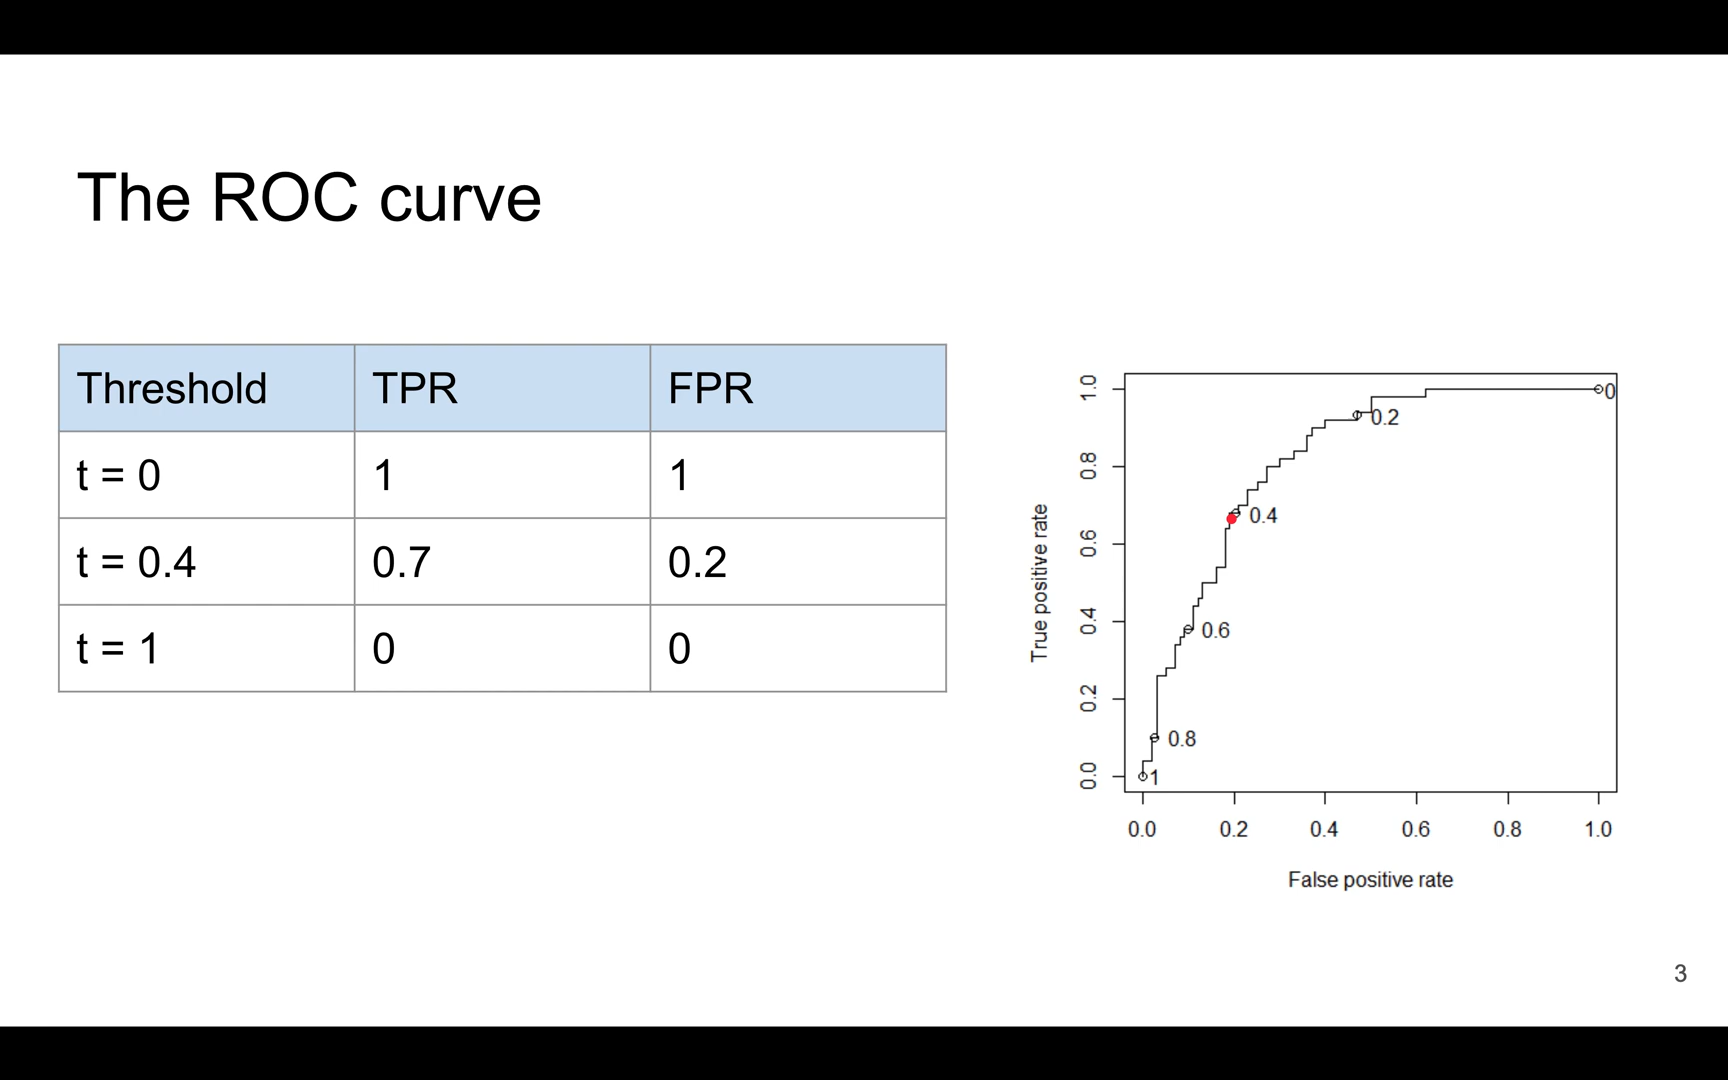 The ROC curve
Threshold TPR FPR
t = 0 1 1
t = 0.4 0.7 0.2
t = 1 0 0
True positive rate
1.0
0.8
0.6
0.4
0.2
0.0
0
0.2
0.4
0.6
0.8
1
0.0 0.2 0.4 0.6 0.8 1.0
False positive rate
3